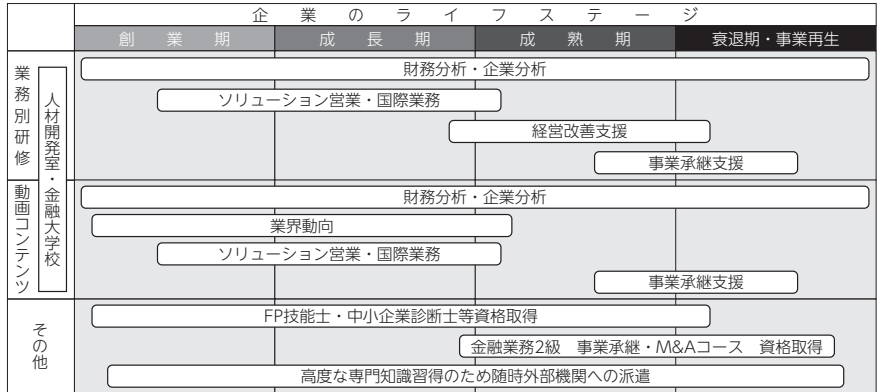 企業のライフステージ
創業期
成長期
成熟期
衰退期・事業再生
業務別研修
人材開発室・金融大学校
財務分析・企業分析
ソリューション営業・国際業務
経営改善支援
事業承継支援
動画コンテンツ
財務分析・企業分析
業界動向
ソリューション営業・国際業務
事業承継支援
その他
FP技能士・中小企業診断士等資格取得
金融業務2級 事業承継・M&Aコース 資格取得
高度な専門知識習得のため随時外部機関への派遣